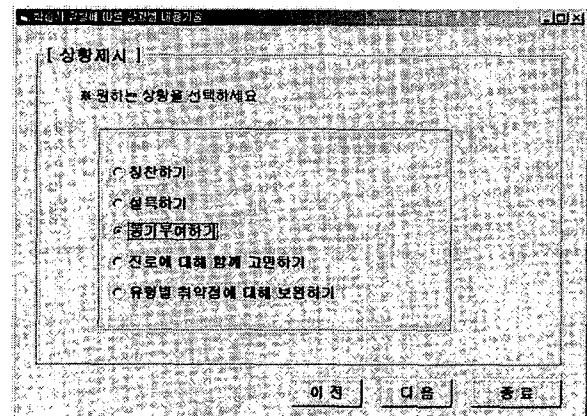 [ 상황제시 ]
※ 원하는 상황을 선택하세요
칭찬하기
설득하기
동기부여하기
진로에 대해 함께 고민하기
유형별 취약점에 대해 보완하기
이 전 다 음 종 료